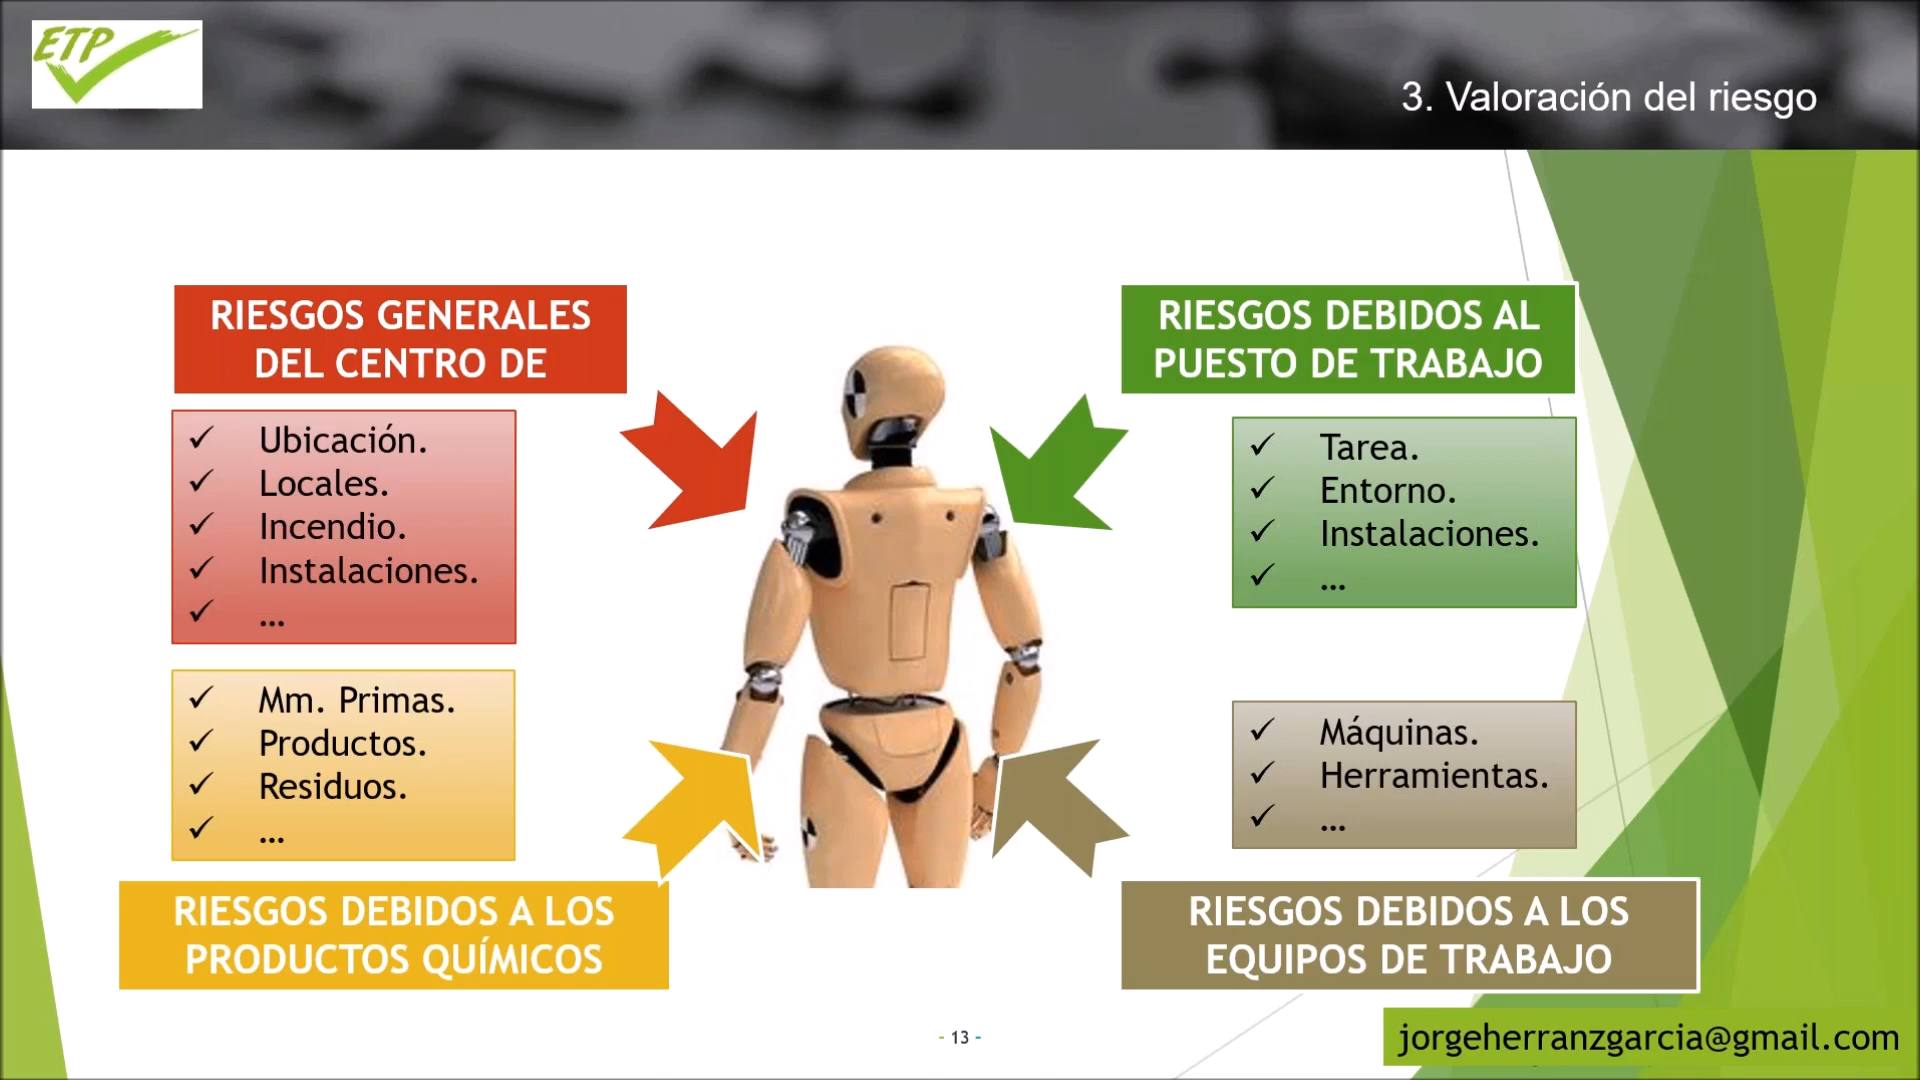 ETP
3. Valoración del riesgo
RIESGOS GENERALES
DEL CENTRO DE
✓ Ubicación.
✓ Locales.
✓ Incendio.
✓ Instalaciones.
✓ ...
RIESGOS DEBIDOS AL
PUESTO DE TRABAJO
✓ Tarea.
✓ Entorno.
✓ Instalaciones.
✓ ...
✓ Mm. Primas.
✓ Productos.
✓ Residuos.
✓ ...
RIESGOS DEBIDOS A LOS
PRODUCTOS QUÍMICOS
✓ Máquinas.
✓ Herramientas.
✓ ...
RIESGOS DEBIDOS A LOS
EQUIPOS DE TRABAJO
- 13 -
jorgeherranzgarcia@gmail.com